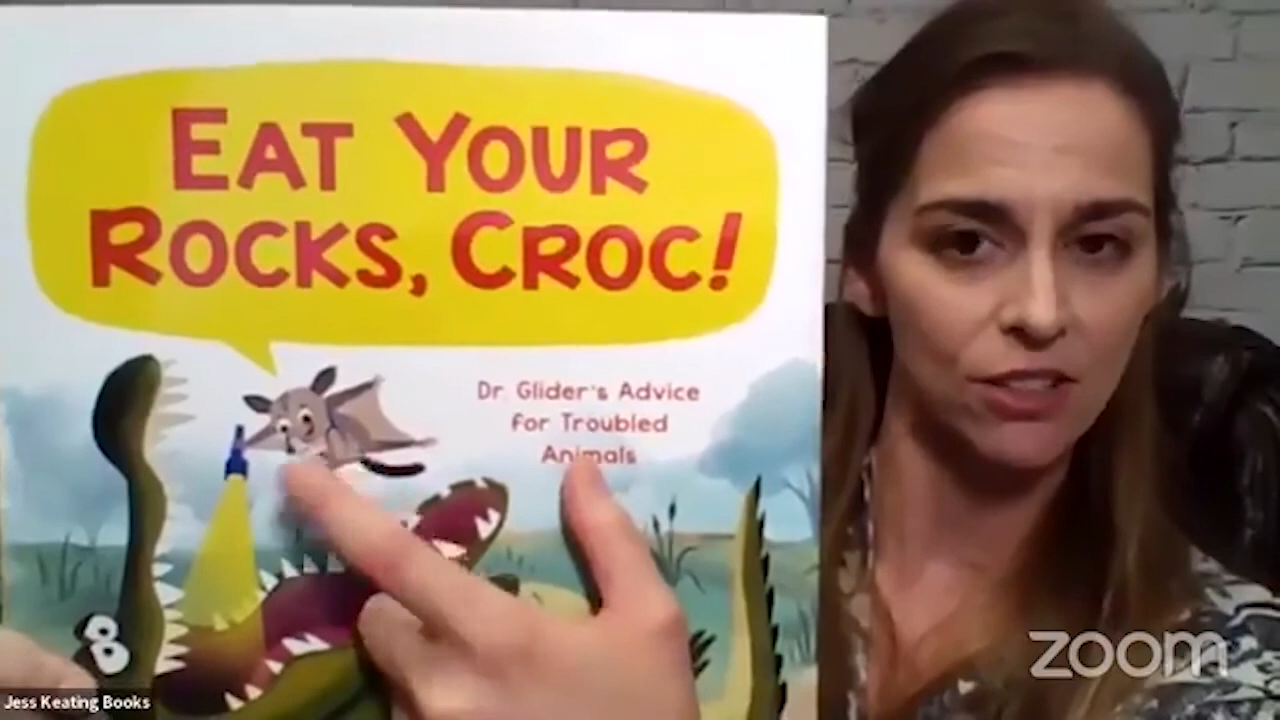 EAT YOUR
ROCKS, CROC!
Dr. Glider's Advice
for Troubled
Animals
Jess Keating Books
zoom